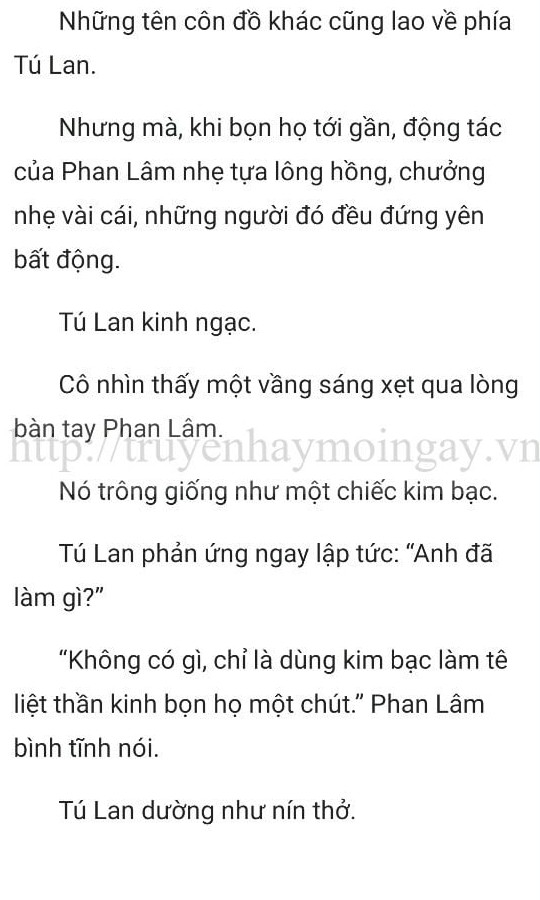 Những tên côn đồ khác cũng lao về phía
Tú Lan.
Nhưng mà, khi bọn họ tới gần, động tác
của Phan Lâm nhẹ tựa lông hồng, chưởng
nhẹ vài cái, những người đó đều đứng yên
bất động.
Tú Lan kinh ngạc.
Cô nhìn thấy một vầng sáng xẹt qua lòng
bàn tay Phan Lâm.
http://truyenhaymoingay.vn
Nó trông giống như một chiếc kim bạc.
Tú Lan phản ứng ngay lập tức: “Anh đã
làm gì?”
“Không có gì, chỉ là dùng kim bạc làm tê
liệt thần kinh bọn họ một chút.” Phan Lâm
bình tĩnh nói.
Tú Lan dường như nín thở.